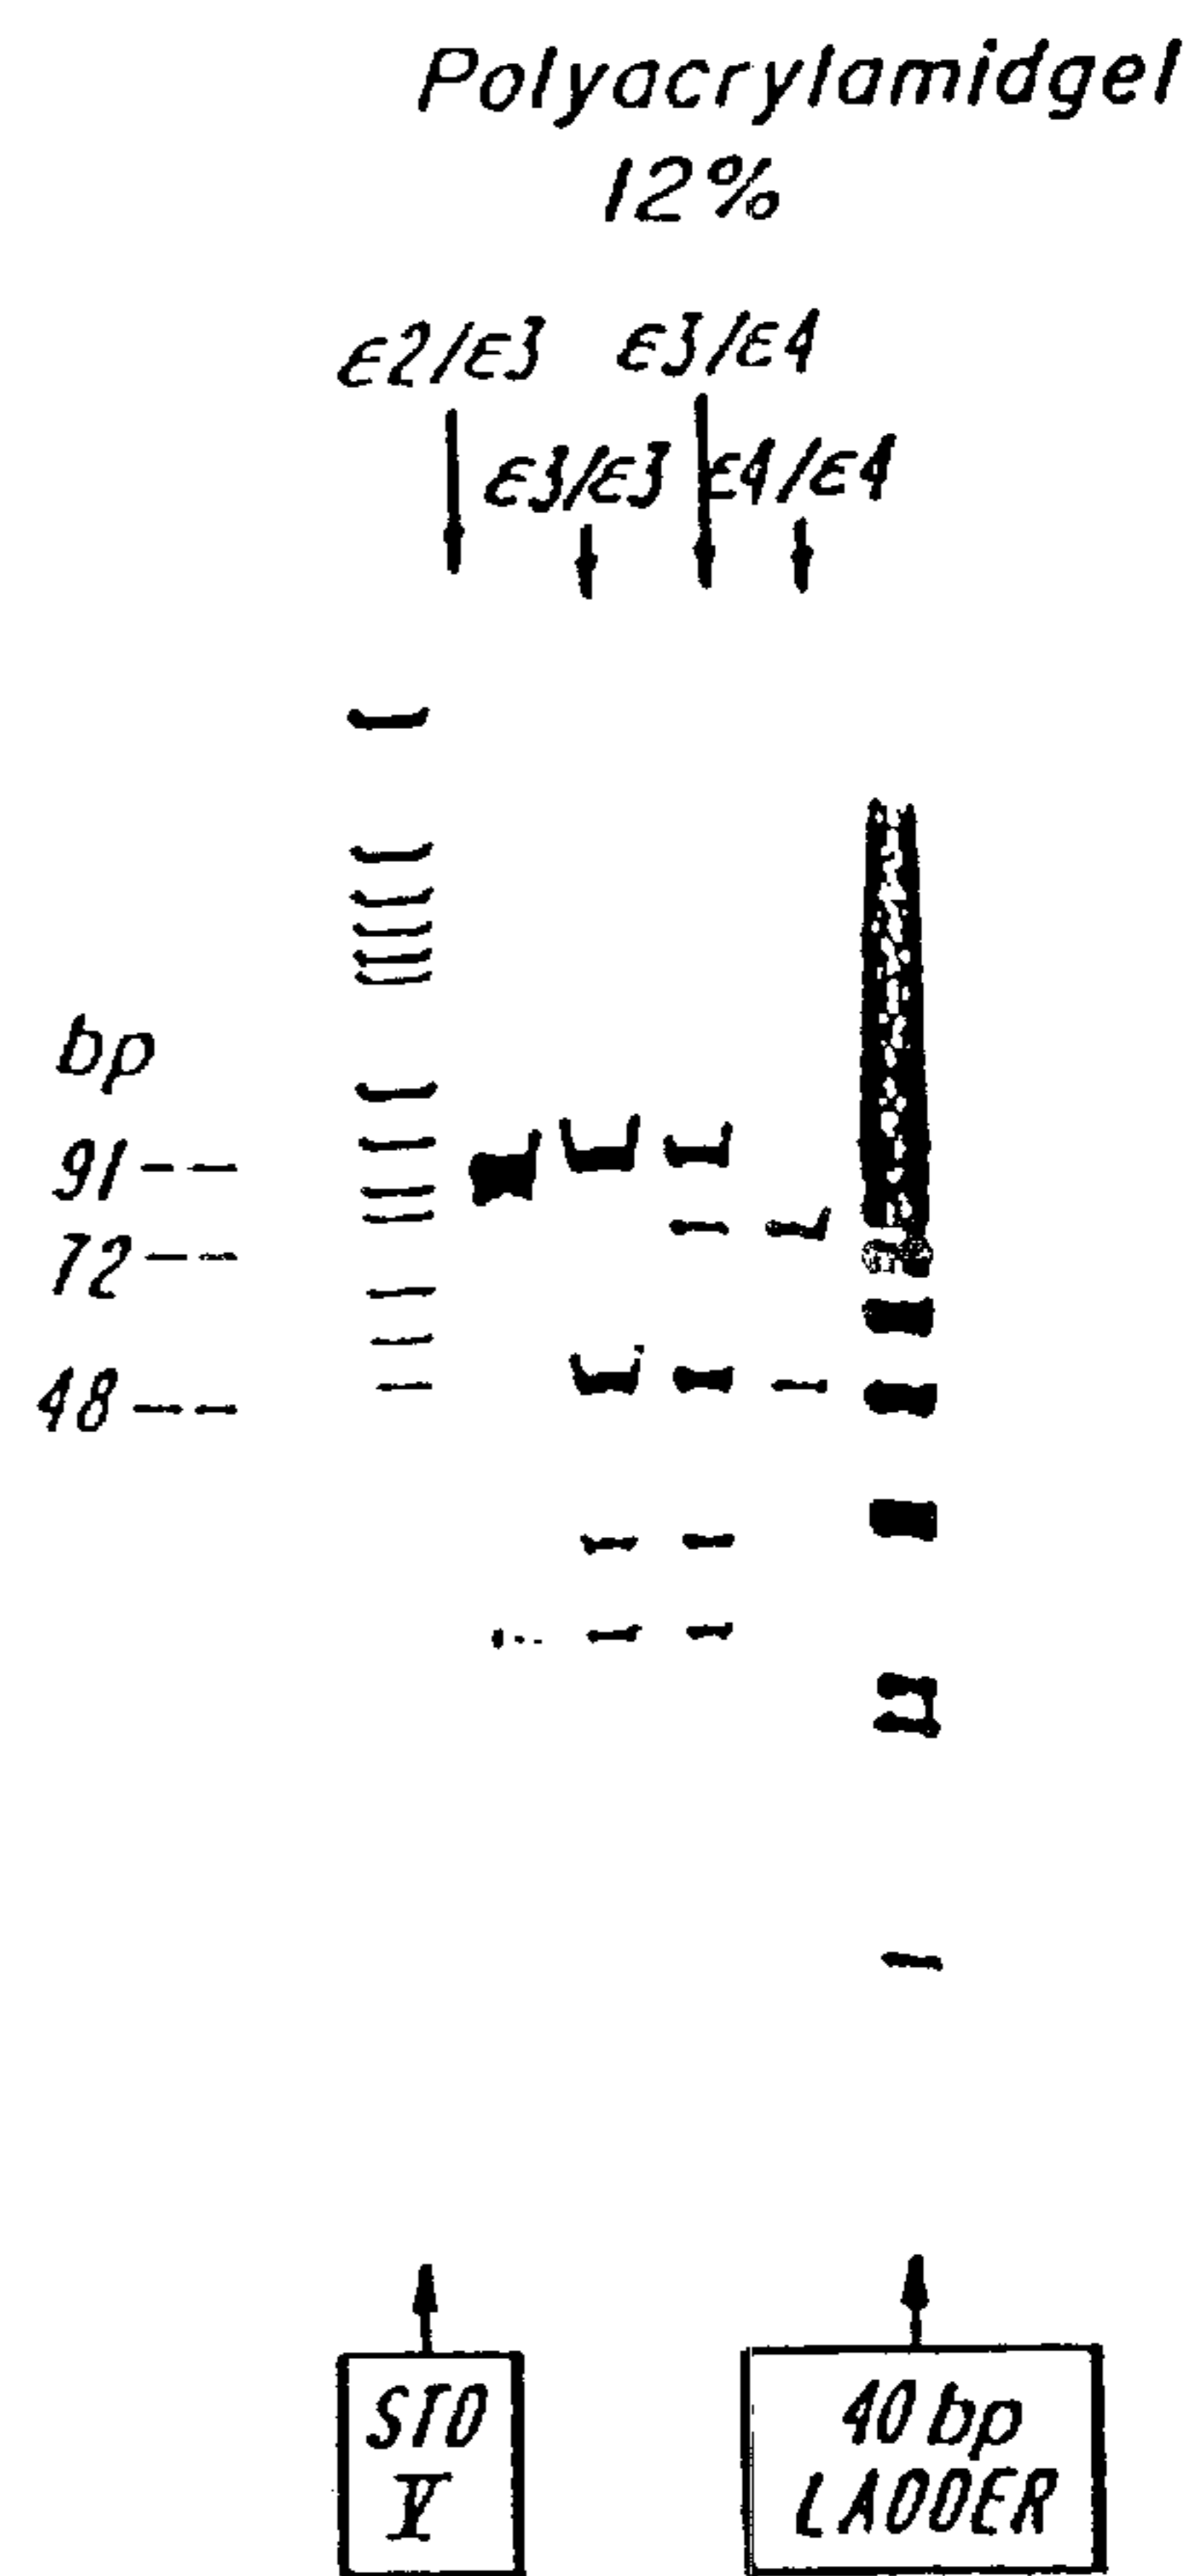 Polyacrylamidgel
12%
ε2/ε3 ε3/ε4
ε3/ε3 ε4/ε4
bp
91--
72--
48--
STD
V
40 bp
LADDER